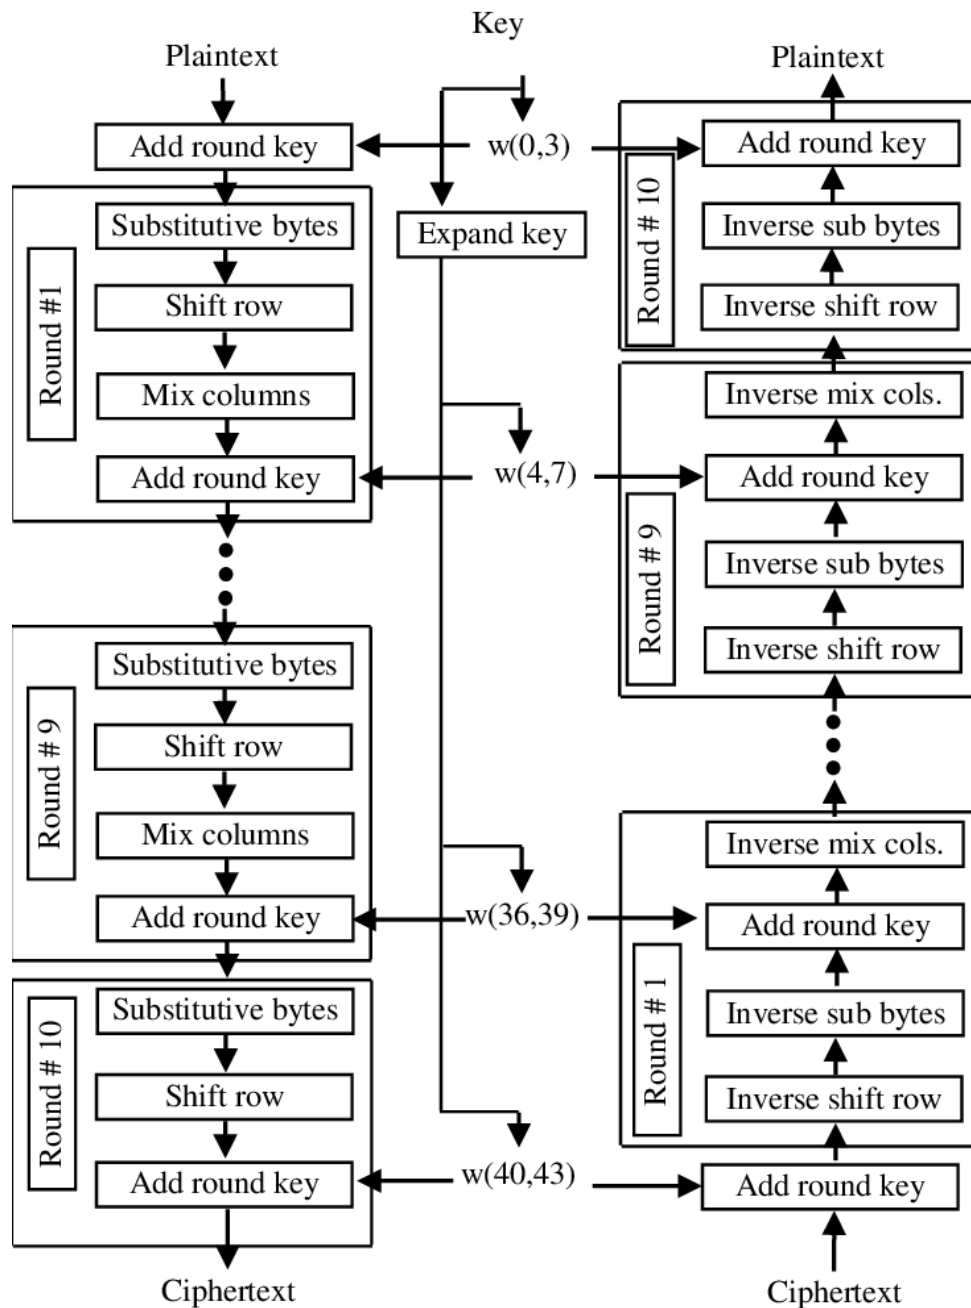 Key
Plaintext
Add round key
Round #1
Substitutive bytes
Shift row
Mix columns
Add round key
Round # 9
Substitutive bytes
Shift row
Mix columns
Add round key
Round # 10
Substitutive bytes
Shift row
Add round key
Ciphertext
w(0,3)
Expand key
w(4,7)
w(36,39)
w(40,43)
Plaintext
Round # 10
Add round key
Inverse sub bytes
Inverse shift row
Round # 9
Inverse mix cols.
Add round key
Inverse sub bytes
Inverse shift row
Round # 1
Inverse mix cols.
Add round key
Inverse sub bytes
Inverse shift row
Add round key
Ciphertext